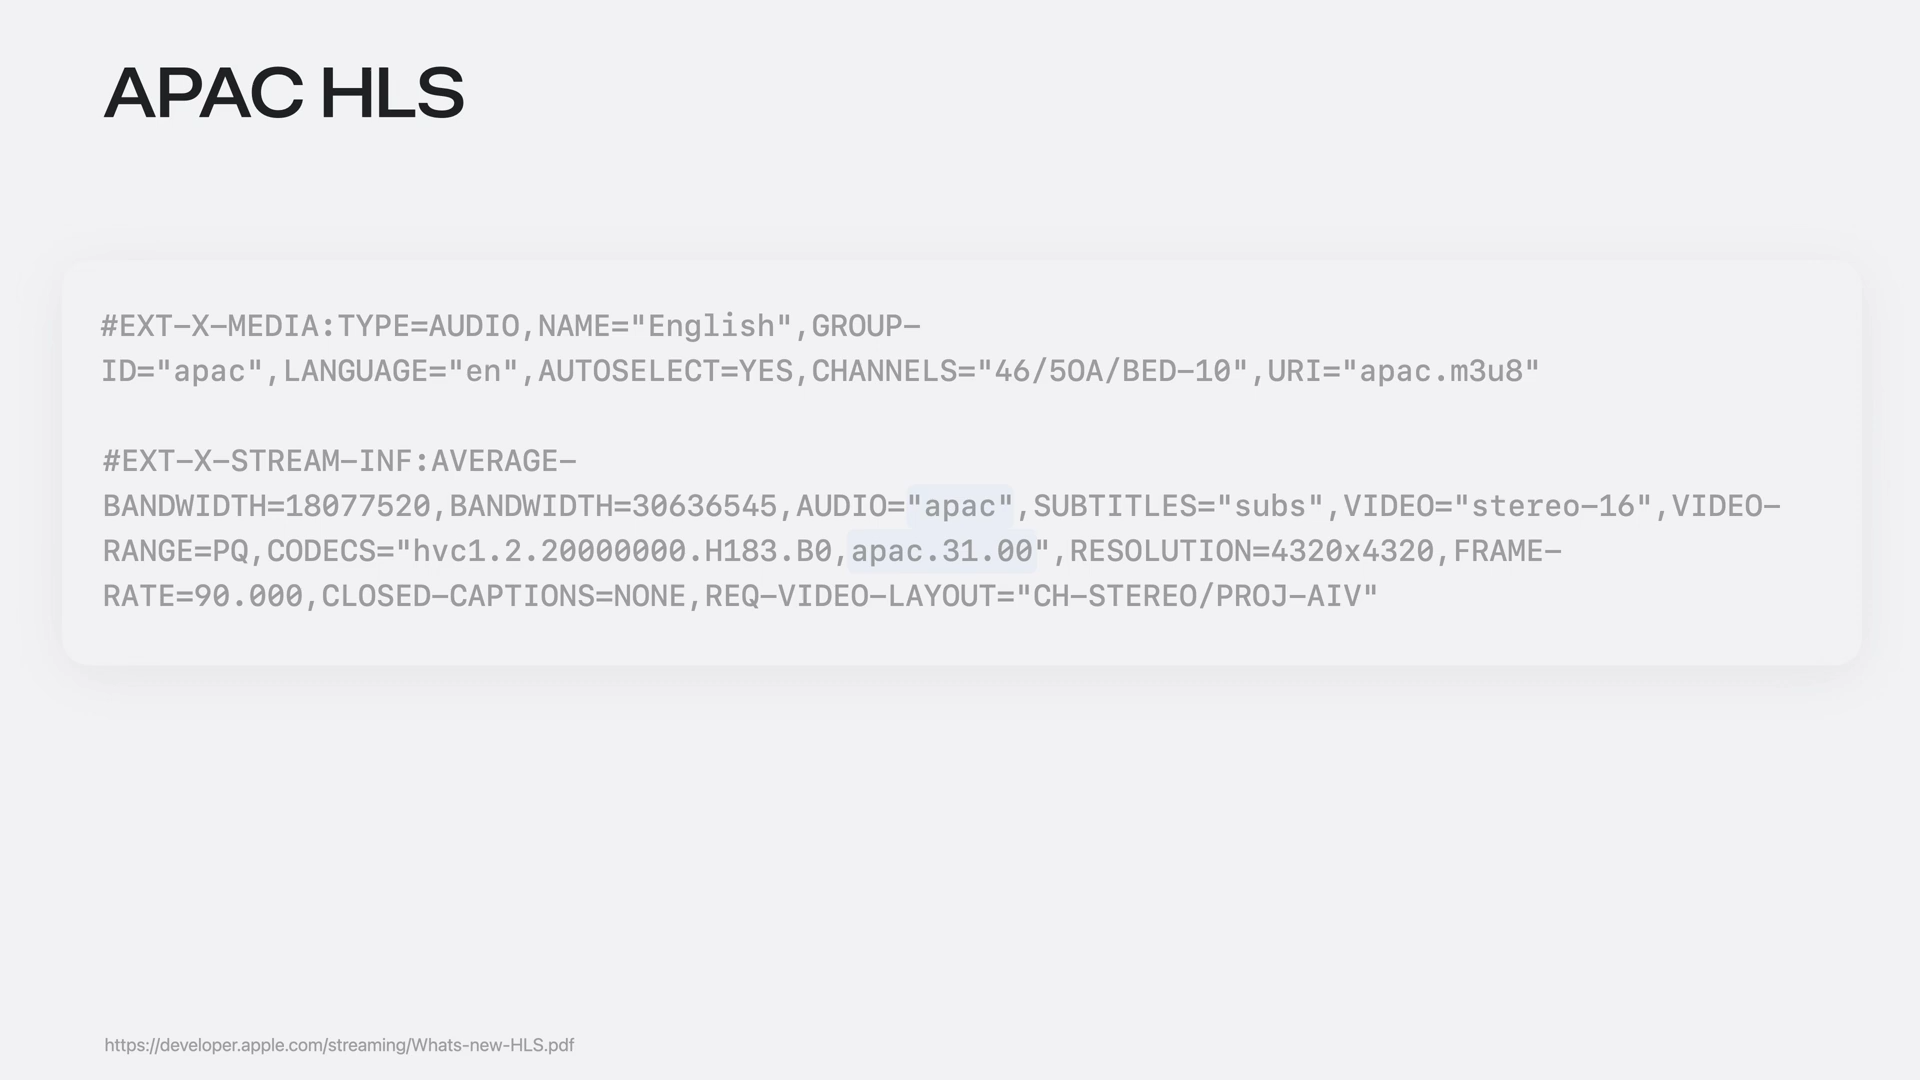 APAC HLS
#EXT-X-MEDIA:TYPE=AUDIO,NAME="English",GROUP-
ID="apac",LANGUAGE="en",AUTOSELECT=YES,CHANNELS="46/5OA/BED-10",URI="apac.m3u8"
#EXT-X-STREAM-INF:AVERAGE-
BANDWIDTH=18077520,BANDWIDTH=30636545,AUDIO="apac",SUBTITLES="subs",VIDEO="stereo-16",VIDEO-
RANGE=PQ,CODECS="hvc1.2.20000000.H183.B0,apac.31.00",RESOLUTION=4320x4320,FRAME-
RATE=90.000,CLOSED-CAPTIONS=NONE,REQ-VIDEO-LAYOUT="CH-STEREO/PROJ-AIV"
https://developer.apple.com/streaming/Whats-new-HLS.pdf